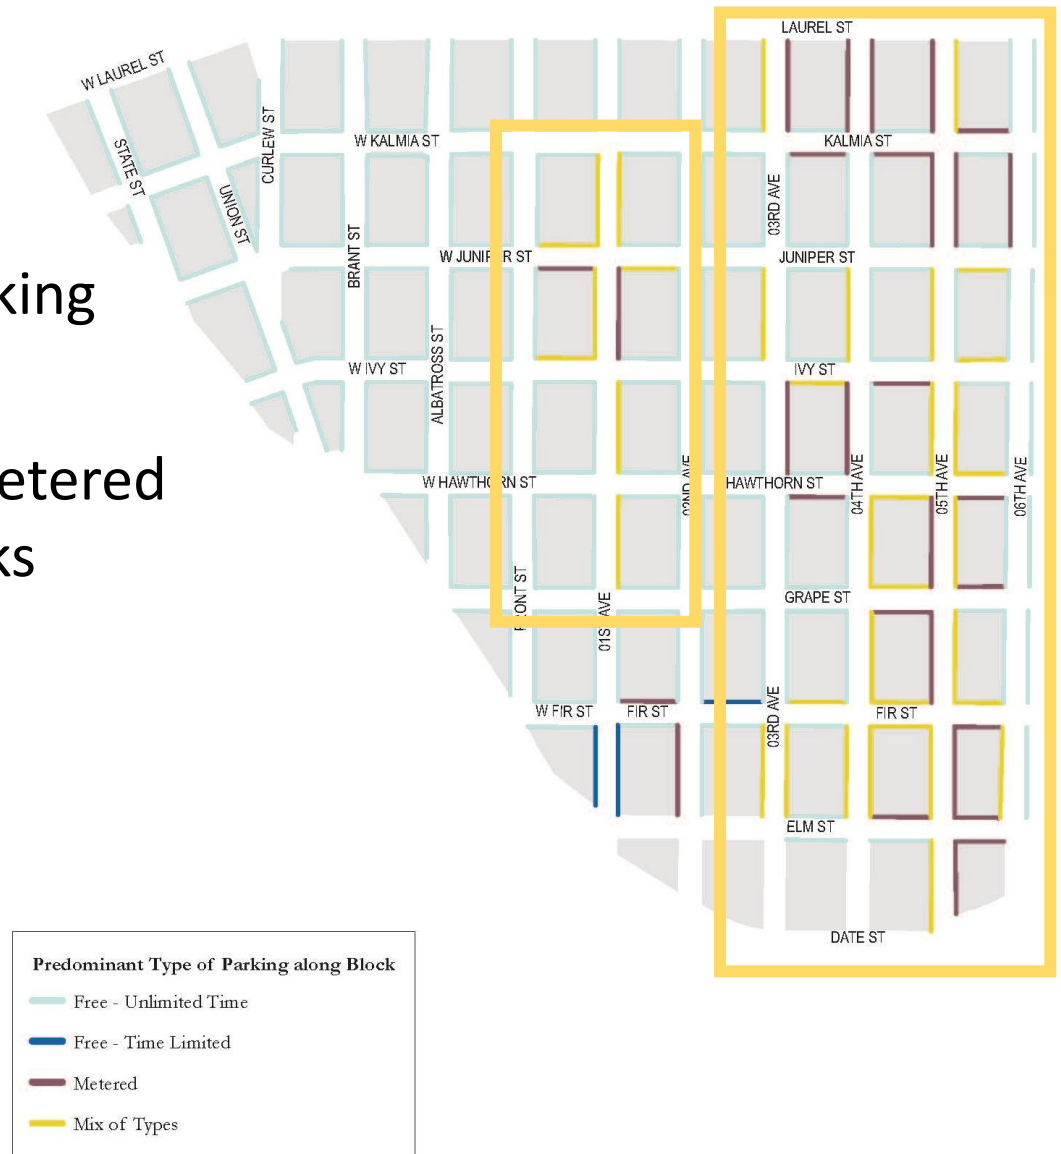 LAUREL ST
W LAUREL ST
CURLEW ST
W KALMIA ST
KALMIA ST
STATE ST
UNION ST
03RD AVE
BRANT ST
W JUNIPER ST
JUNIPER ST
king
ALBATROSS ST
W IVY ST
IVY ST
etered
W HAWTHORN ST
02ND AVE
HAWTHORN ST
04TH AVE
05TH AVE
06TH AVE
ks
FRONT ST
01ST AVE
GRAPE ST
W FIR ST
FIR ST
03RD AVE
FIR ST
ELM ST
DATE ST
Predominant Type of Parking along Block
Free - Unlimited Time
Free - Time Limited
Metered
Mix of Types